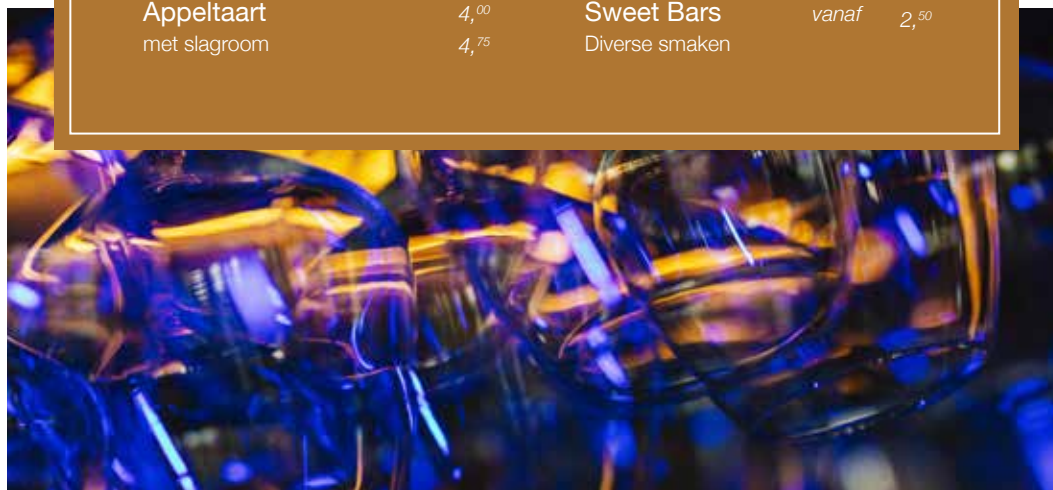 Appeltaart 4,00
met slagroom 4,75
Sweet Bars vanaf 2,50
Diverse smaken